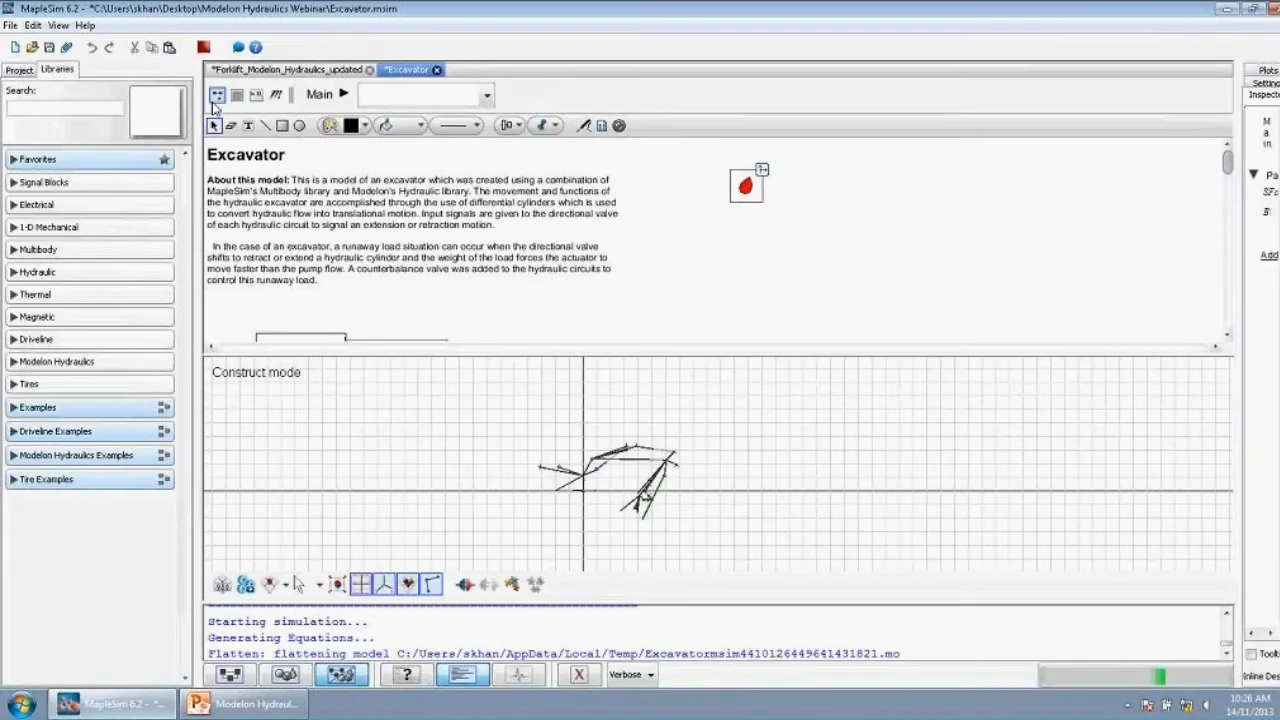 MapleSim 6.2 - *C:\Users\skhan\Desktop\Modelon Hydraulics Webinar\Excavator.msim
File Edit View Help
Project Libraries
*Forklift_Modelon_Hydraulics_updated *Excavator
Plots
Settin
Inspecto
Search:
Main
Favorites
Signal Blocks
Electrical
1-D Mechanical
Multibody
Hydraulic
Thermal
Magnetic
Driveline
Modelon Hydraulics
Tires
Examples
Driveline Examples
Modelon Hydraulics Examples
Tire Examples
Excavator
About this model: This is a model of an excavator which was created using a combination of
MapleSim's Multibody library and Modelon's Hydraulic library. The movement and functions of
the hydraulic excavator are accomplished through the use of differential cylinders which is used
to convert hydraulic flow into translational motion. Input signals are given to the directional valve
of each hydraulic circuit to signal an extension or retraction motion.
In the case of an excavator, a runaway load situation can occur when the directional valve
shifts to retract or extend a hydraulic cylinder and the weight of the load forces the actuator to
move faster than the pump flow. A counterbalance valve was added to the hydraulic circuits to
control this runaway load.
M
a
in
Pa
Add
Construct mode
Starting simulation...
Generating Equations...
Flatten: flattening model C:/Users/skhan/AppData/Local/Temp/Excavatormsim4410126449641431821.mo
Verbose
Toolt
Inline Des
MapleSim 6.2 - *...
Modelon Hydraul...
10:26 AM
14/11/2013